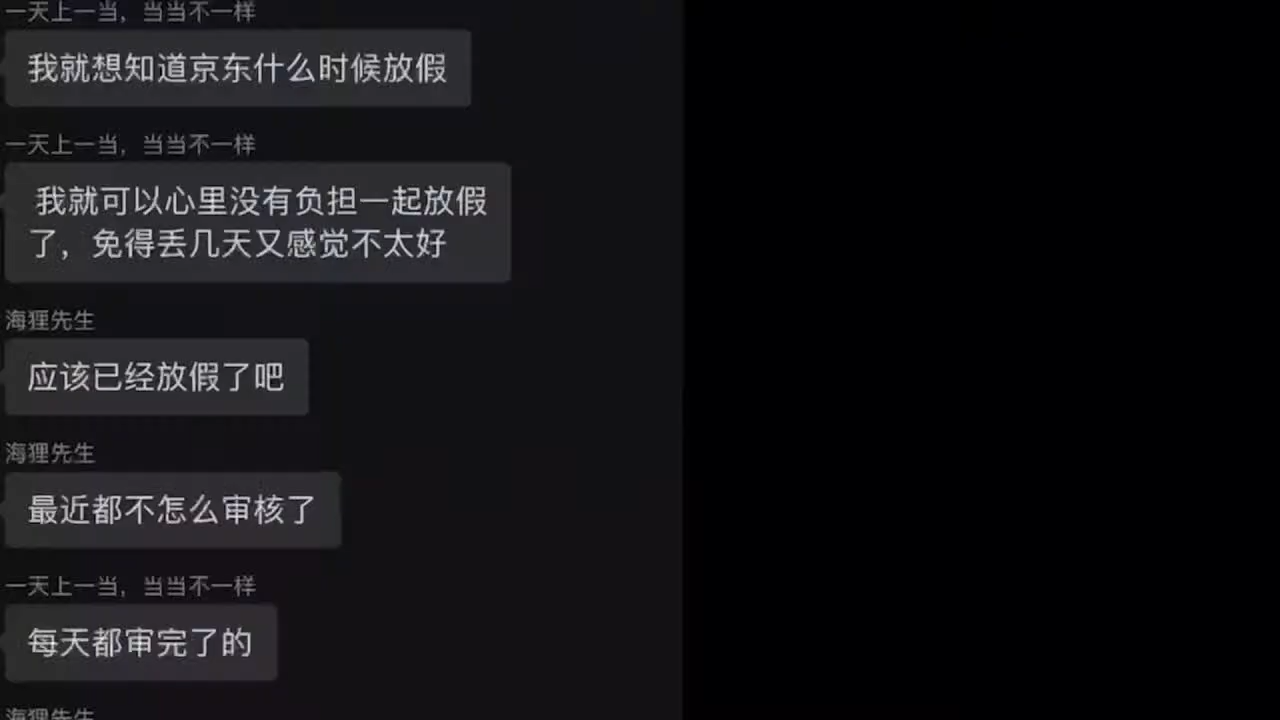 一天上一当，当当不一样
我就想知道京东什么时候放假
一天上一当，当当不一样
我就可以心里没有负担一起放假
了，免得丢几天又感觉不太好
海狸先生
应该已经放假了吧
海狸先生
最近都不怎么审核了
一天上一当，当当不一样
每天都审完了的
海狸先生